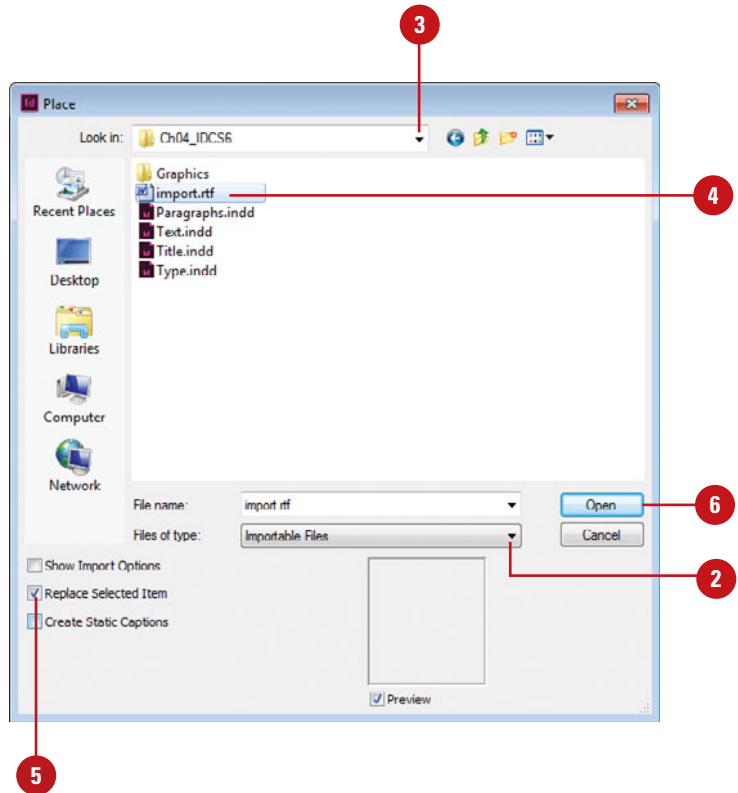 3
Id Place
Look in: Ch04_IDCS6
Graphics
import.rtf
4
Paragraphs.indd
Text.indd
Title.indd
Type.indd
Recent Places
Desktop
Libraries
Computer
Network
File name: import.rtf Open
6
Files of type: Importable Files Cancel
Show Import Options
2
Replace Selected Item
Create Static Captions
Preview
5